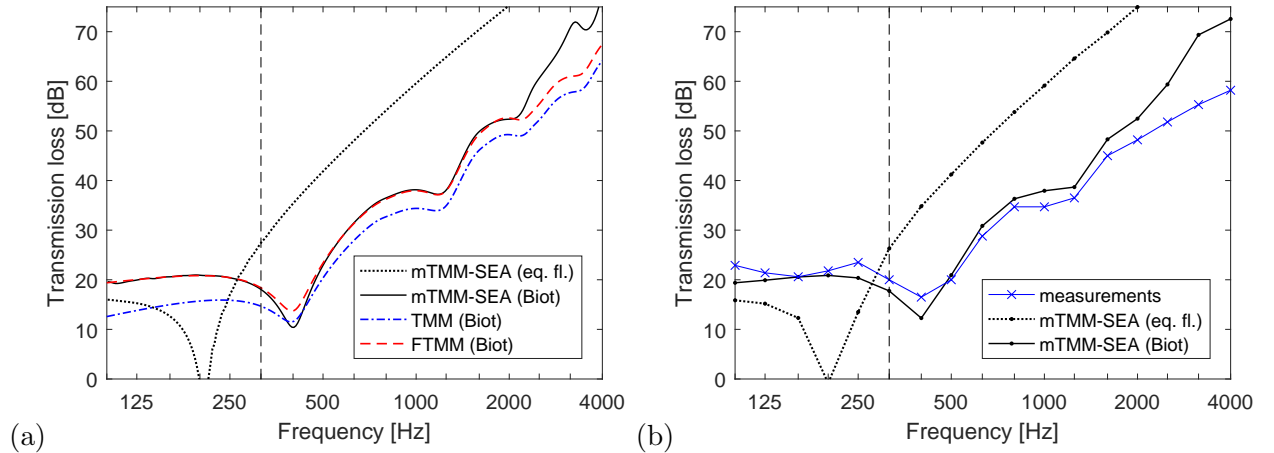 70
60
50
40
30
20
10
0
Transmission loss [dB]
mTMM-SEA (eq. fl.)
mTMM-SEA (Biot)
TMM (Biot)
FTMM (Biot)
125 250 500 1000 2000 4000
Frequency [Hz]
(a)
70
60
50
40
30
20
10
0
Transmission loss [dB]
measurements
mTMM-SEA (eq. fl.)
mTMM-SEA (Biot)
125 250 500 1000 2000 4000
Frequency [Hz]
(b)